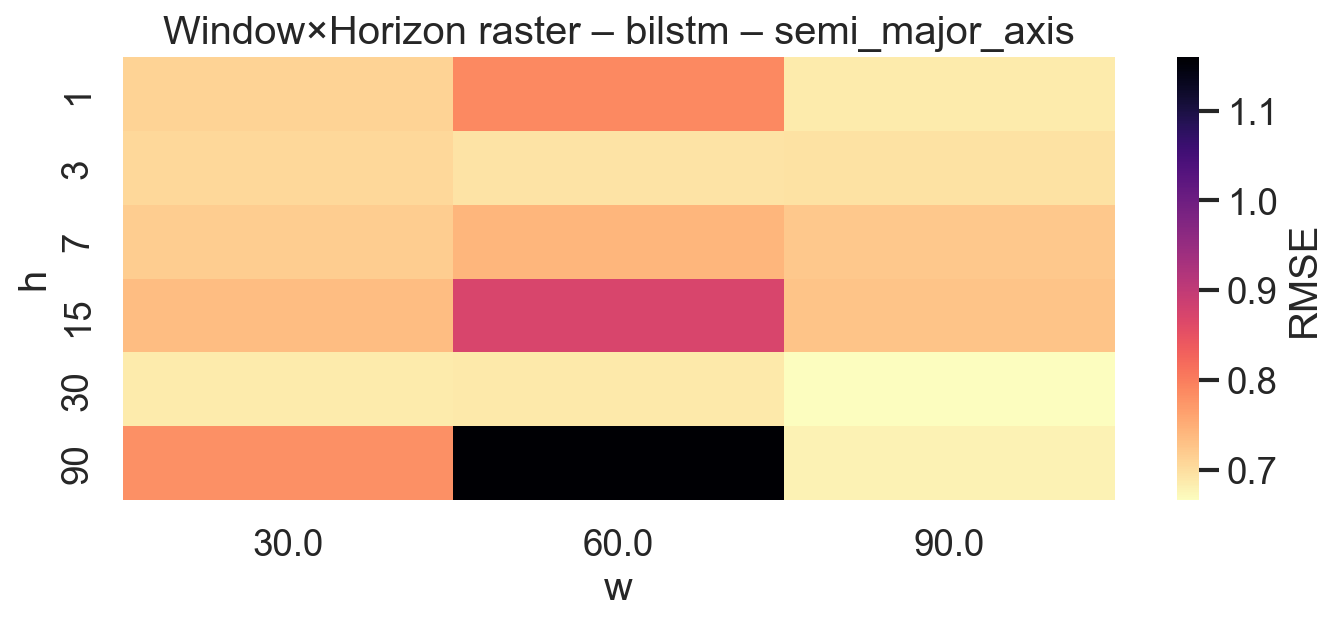 Window×Horizon raster – bilstm – semi_major_axis
h
1
3
7
15
30
90
30.0 60.0 90.0
w
1.1
1.0
0.9
0.8
0.7
RMSE